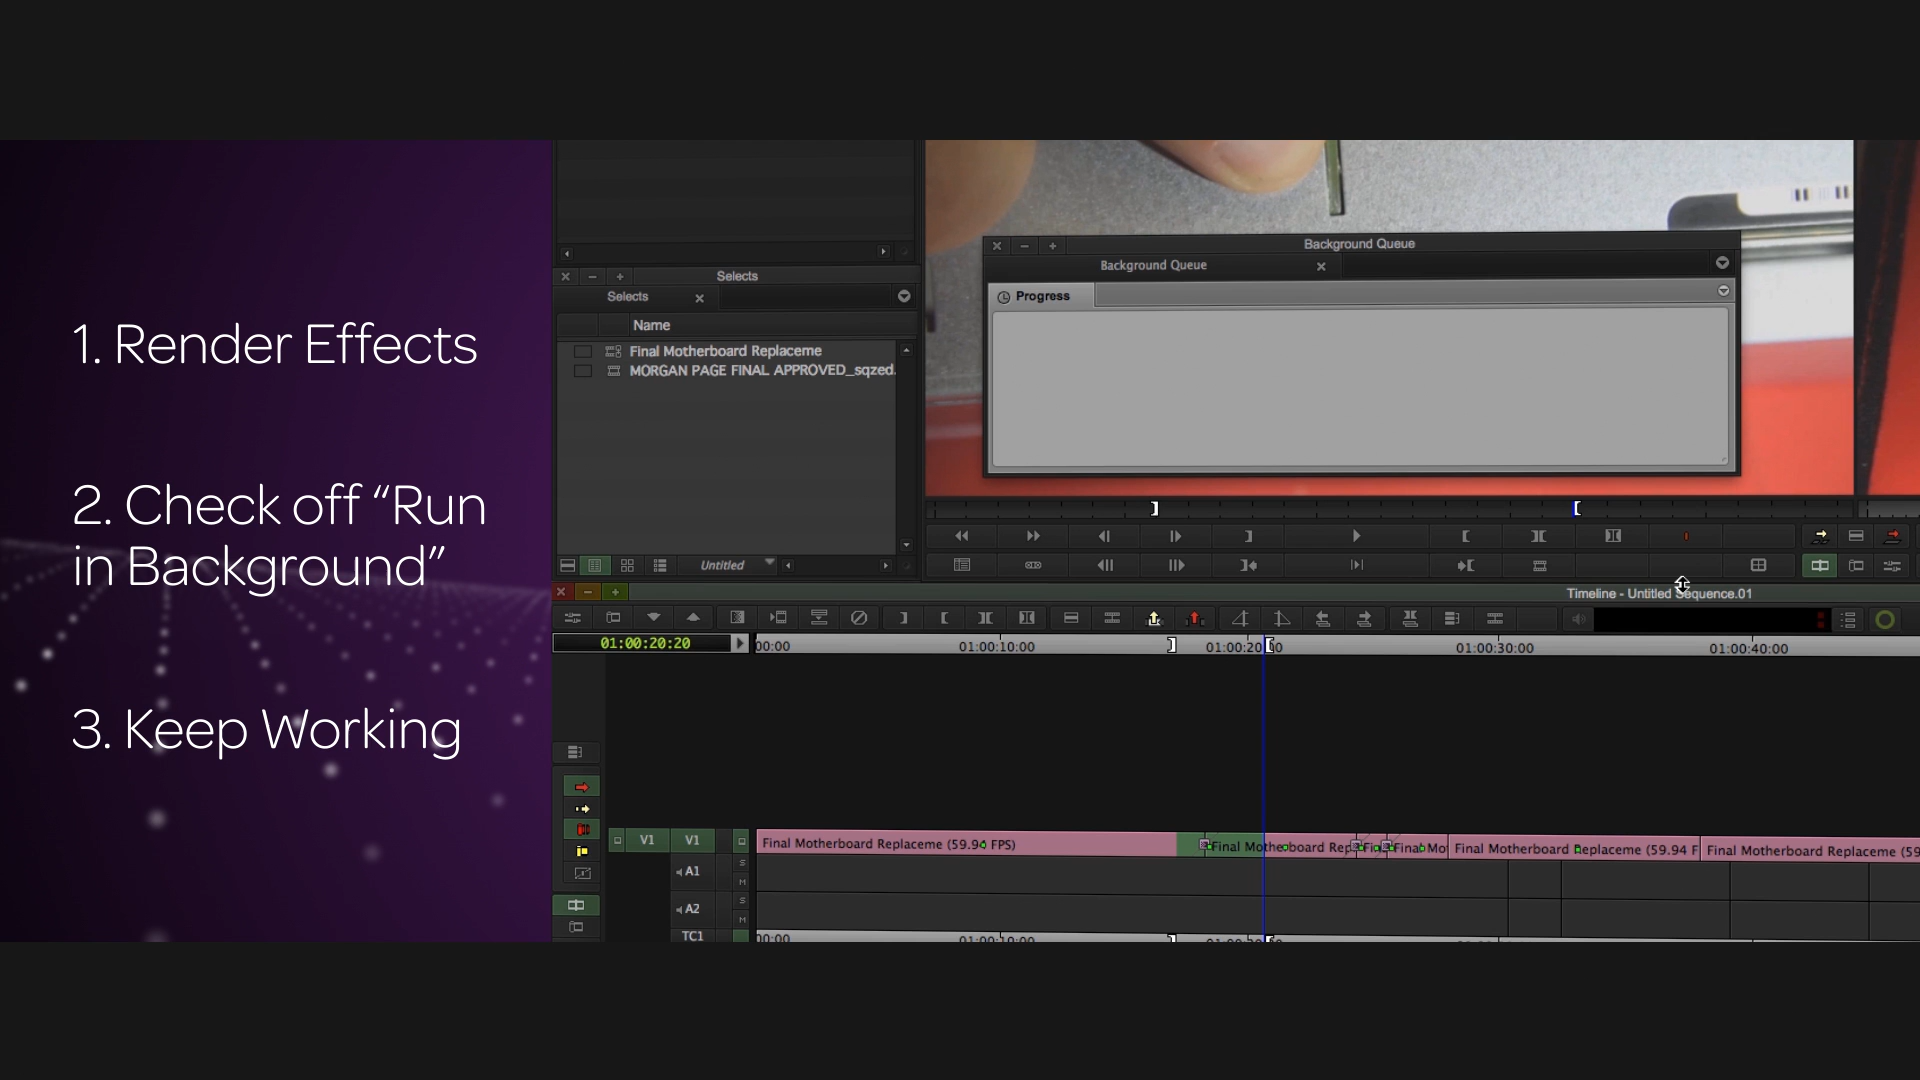 1. Render Effects
2. Check off “Run
in Background”
3. Keep Working
Selects
Selects
Name
Final Motherboard Replaceme
MORGAN PAGE FINAL APPROVED_sqzed.
Untitled
Background Queue
Background Queue
Progress
Timeline - Untitled Sequence.01
01:00:20:20
00:00
01:00:10:00
01:00:20
01:00:30:00
01:00:40:00
V1
V1
Final Motherboard Replaceme (59.94 FPS)
Final Motherboard Rep
Fi
Final Mo
Final Motherboard Replaceme (59.94 F
Final Motherboard Replaceme (59
A1
S
M
A2
S
M
TC1
00:00
01:00:10:00